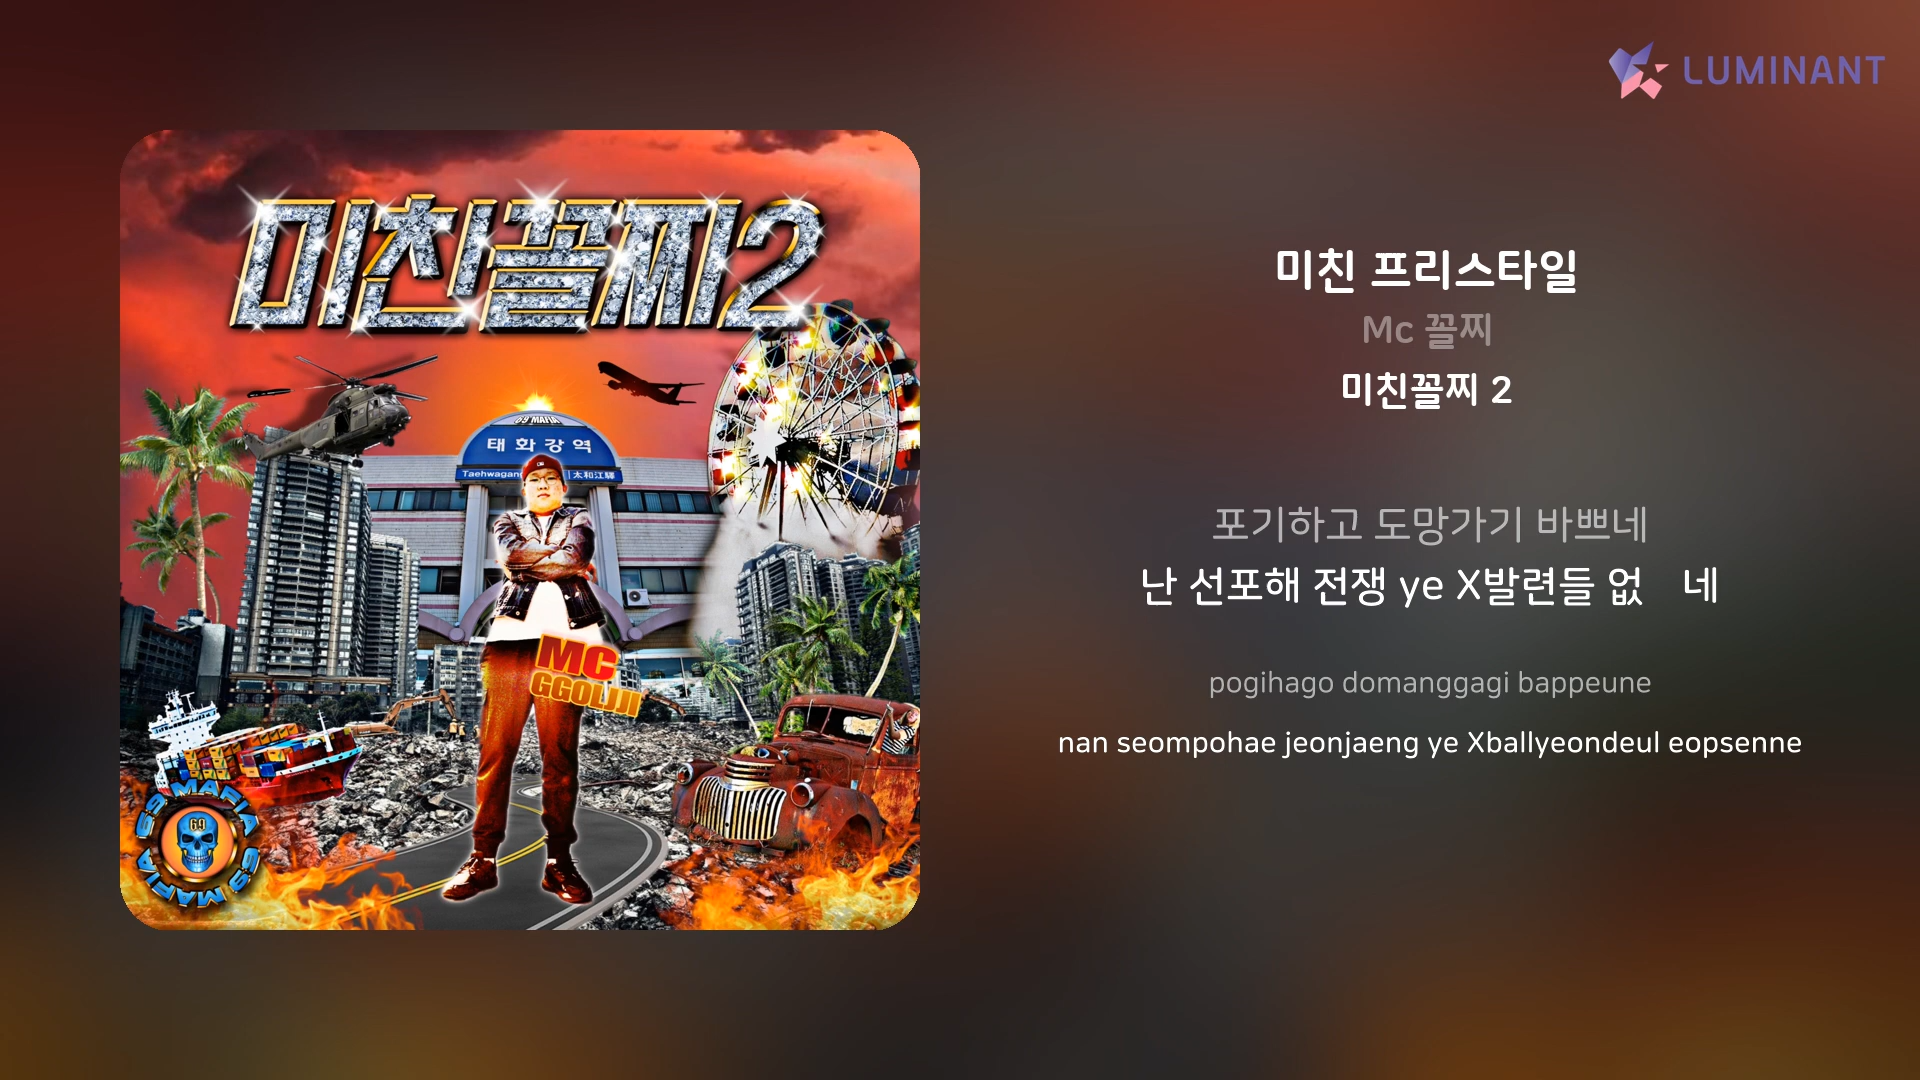 LUMINANT
미친꼴찌2
69 MAFIA
태화강역
Taehwagang
太和江驛
MC
GGOLJJI
69 MAFIA 69 MAFIA
69
미친 프리스타일
Mc 꼴찌
미친꼴찌 2
포기하고 도망가기 바쁘네
난 선포해 전쟁 ye X발련들 없 네
pogihago domanggagi bappeune
nan seompohae jeonjaeng ye Xballyeondeul eopsenne